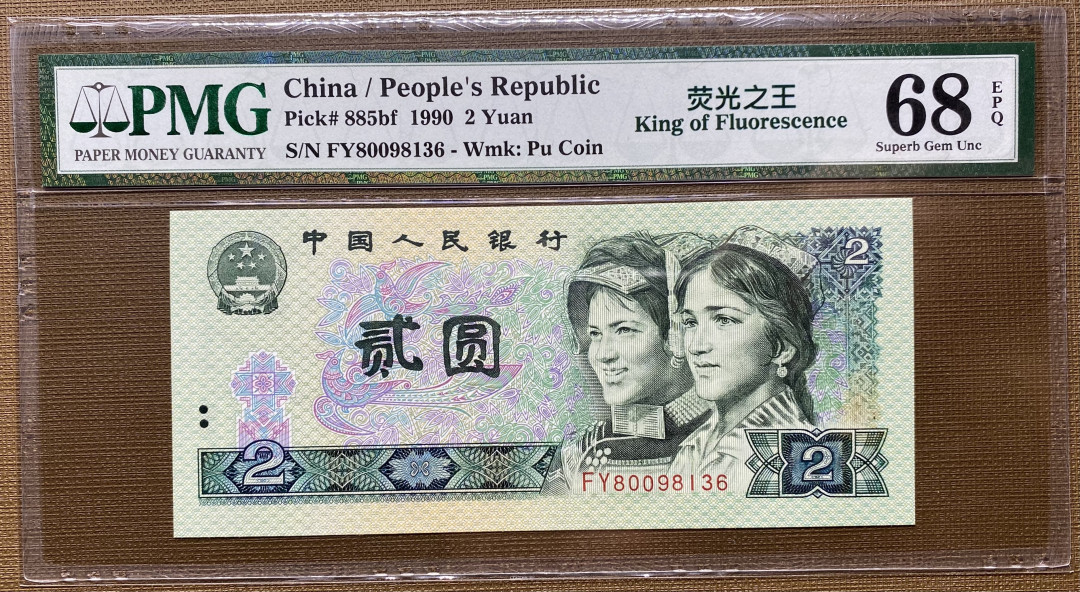 PMG
PAPER MONEY GUARANTY
China / People's Republic
Pick# 885bf 1990 2 Yuan
S/N FY80098136 - Wmk: Pu Coin
荧光之王
King of Fluorescence
68
EPQ
Superb Gem Unc
中国人民银行
2
贰圆
2
FY80098136
2